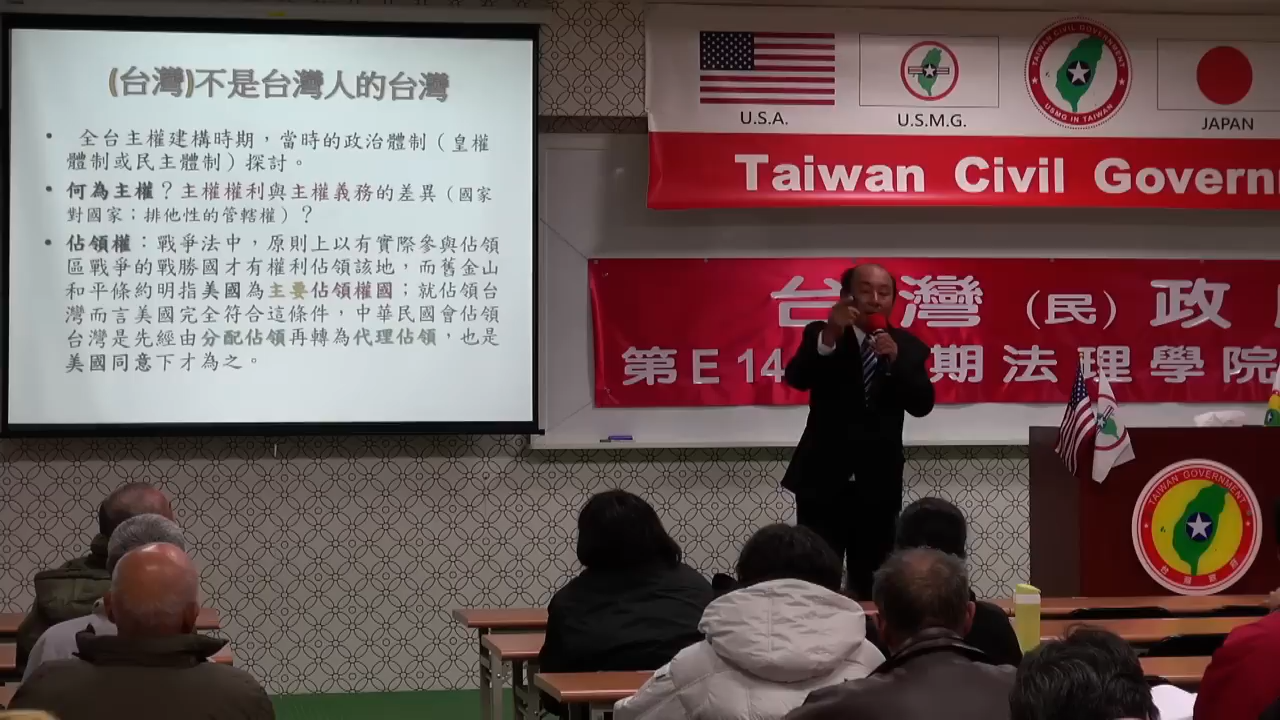 (台灣)不是台灣人的台灣
• 全台主權建構時期，當時的政治體制（皇權
體制或民主體制）探討。
• 何為主權？主權權利與主權義務的差異（國家
對國家；排他性的管轄權）？
• 佔領權：戰爭法中，原則上以有實際參與佔領
區戰爭的戰勝國才有權利佔領該地，而舊金山
和平條約明指美國為主要佔領權國；就佔領台
灣而言美國完全符合這條件，中華民國會佔領
台灣是先經由分配佔領再轉為代理佔領，也是
美國同意下才為之。
U.S.A.
U.S.M.G.
TAIWAN CIVIL GOVERNMENT
USMG IN TAIWAN
JAPAN
Taiwan Civil Govern
台灣（民）政
第E14 期法理學院
TAIWAN GOVERNMENT